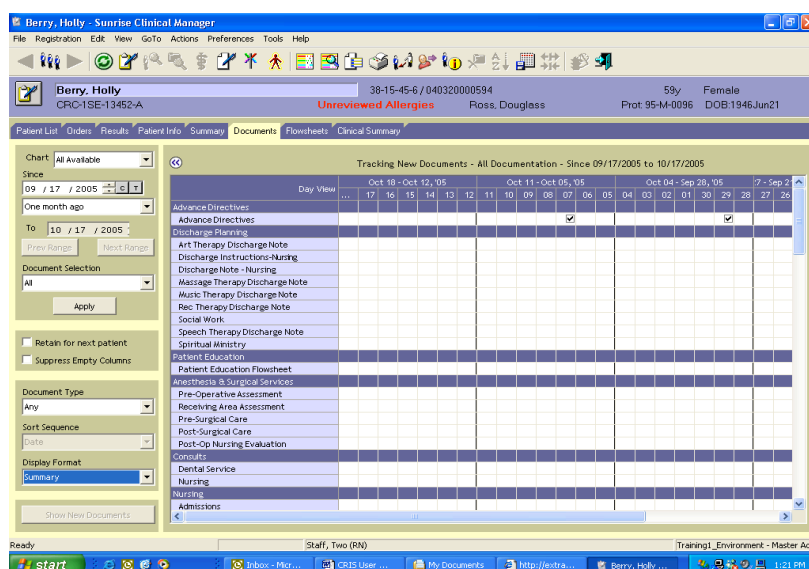 Berry, Holly - Sunrise Clinical Manager
File Registration Edit View GoTo Actions Preferences Tools Help
Berry, Holly 38-15-45-6 / 040320000594 59y Female
CRC-1SE-13452-A Unreviewed Allergies Ross, Douglass Prot: 95-M-0096 DOB:1946Jun21
Patient List Orders Results Patient Info Summary Documents Flowsheets Clinical Summary
Chart All Available
Since
09 / 17 / 2005 C T
One month ago
To 10 / 17 / 2005
Prev Range Next Range
Document Selection
All
Apply
Retain for next patient
Suppress Empty Columns
Document Type
Any
Sort Sequence
Date
Display Format
Summary
Show New Documents
Tracking New Documents - All Documentation - Since 09/17/2005 to 10/17/2005
Day View Oct 18 - Oct 12, '05 Oct 11 - Oct 05, '05 Oct 04 - Sep 28, '05 '7 - Sep 2
... 17 16 15 14 13 12 11 10 09 08 07 06 05 04 03 02 01 30 29 28 27 26
Advance Directives
Advance Directives
Discharge Planning
Art Therapy Discharge Note
Discharge Instructions-Nursing
Discharge Note - Nursing
Massage Therapy Discharge Note
Music Therapy Discharge Note
Rec Therapy Discharge Note
Social Work
Speech Therapy Discharge Note
Spiritual Ministry
Patient Education
Patient Education Flowsheet
Anesthesia & Surgical Services
Pre-Operative Assessment
Receiving Area Assessment
Pre-Surgical Care
Post-Surgical Care
Post-Op Nursing Evaluation
Consults
Dental Service
Nursing
Nursing
Admissions
Ready Staff, Two (RN) Training1_Environment - Master Ac
start Inbox - Micr... CRIS User ... My Documents http://extra... Berry, Holly ... 1:21 PM